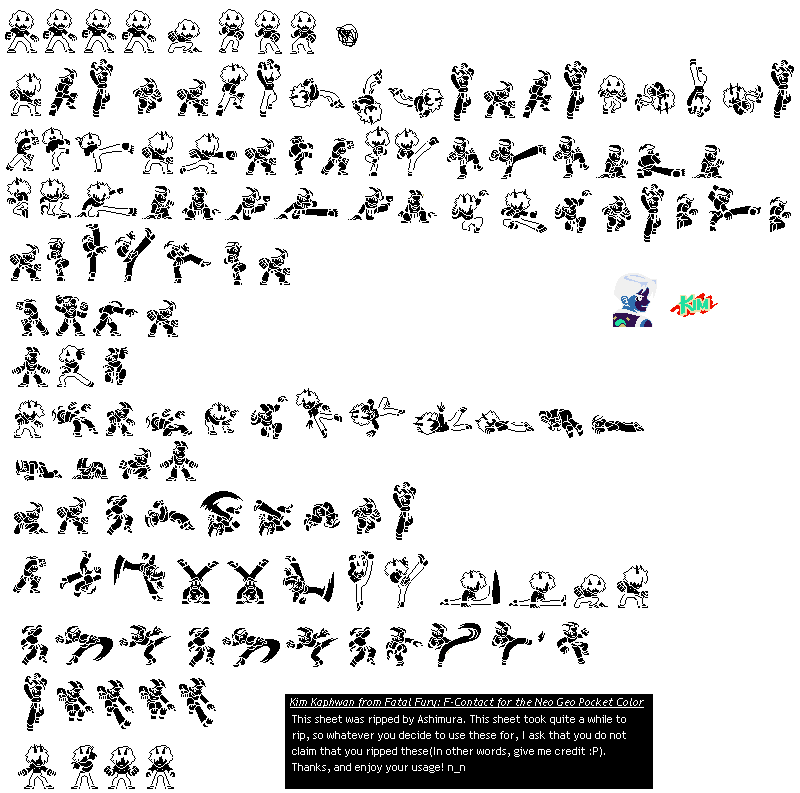 KIM
Kim Kaphwan from Fatal Fury: F-Contact for the Neo Geo Pocket Color
This sheet was ripped by Ashimura. This sheet took quite a while to
rip, so whatever you decide to use these for, I ask that you do not
claim that you ripped these(In other words, give me credit :P).
Thanks, and enjoy your usage! n_n